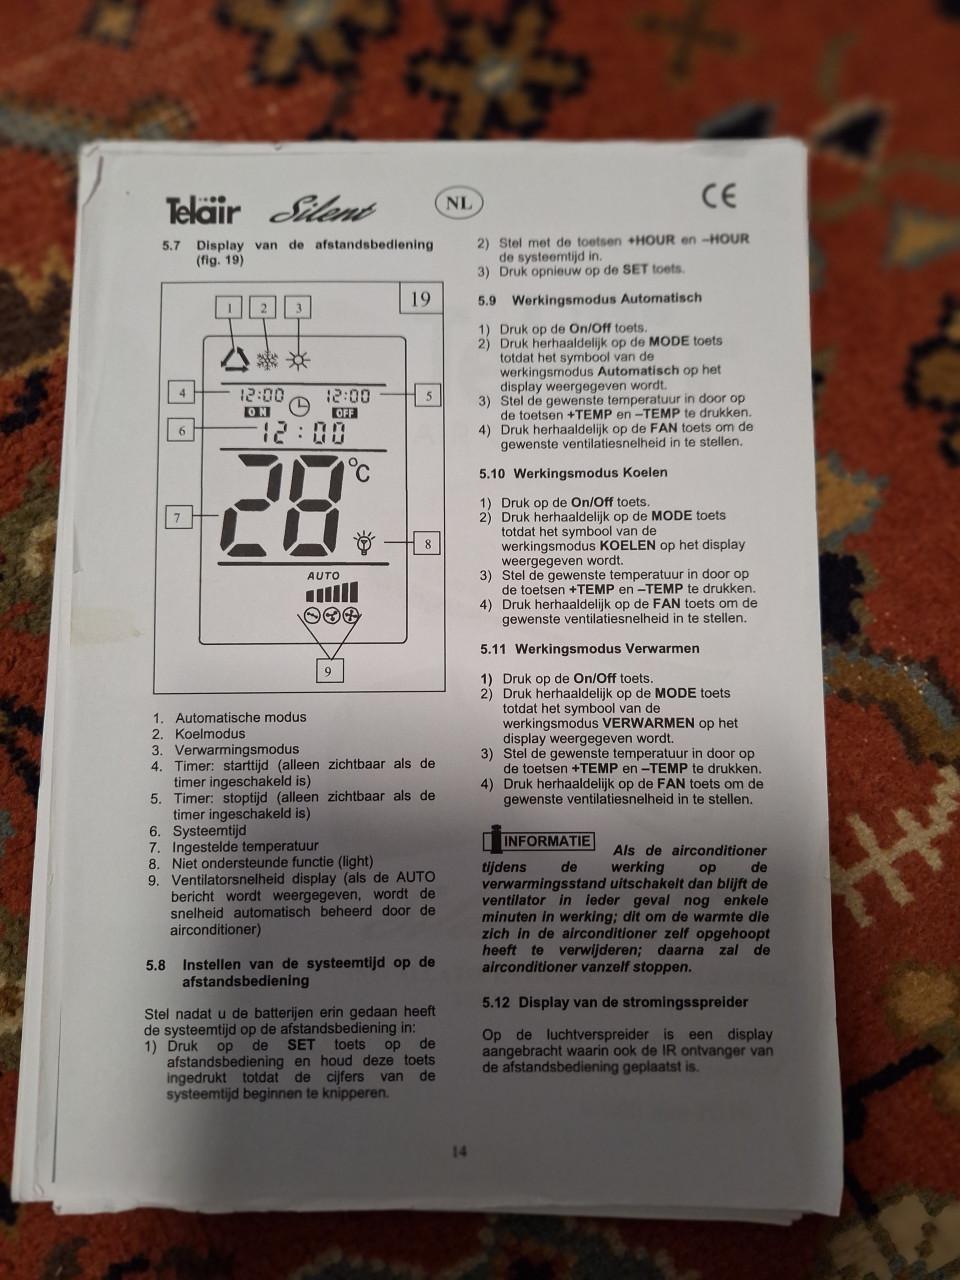 Telair Silent NL CE
5.7 Display van de afstandsbediening
(fig. 19)
19
1 2 3
4 12:00 12:00 5
ON OFF
6 12:00
28 °C
7
8
AUTO
9
1. Automatische modus
2. Koelmodus
3. Verwarmingsmodus
4. Timer: starttijd (alleen zichtbaar als de
timer ingeschakeld is)
5. Timer: stoptijd (alleen zichtbaar als de
timer ingeschakeld is)
6. Systeemtijd
7. Ingestelde temperatuur
8. Niet ondersteunde functie (light)
9. Ventilatorsnelheid display (als de AUTO
bericht wordt weergegeven, wordt de
snelheid automatisch beheerd door de
airconditioner)
5.8 Instellen van de systeemtijd op de
afstandsbediening
Stel nadat u de batterijen erin gedaan heeft
de systeemtijd op de afstandsbediening in:
1) Druk op de SET toets op de
afstandsbediening en houd deze toets
ingedrukt totdat de cijfers van de
systeemtijd beginnen te knipperen.
2) Stel met de toetsen +HOUR en –HOUR
de systeemtijd in.
3) Druk opnieuw op de SET toets.
5.9 Werkingsmodus Automatisch
1) Druk op de On/Off toets.
2) Druk herhaaldelijk op de MODE toets
totdat het symbool van de
werkingsmodus Automatisch op het
display weergegeven wordt.
3) Stel de gewenste temperatuur in door op
de toetsen +TEMP en –TEMP te drukken.
4) Druk herhaaldelijk op de FAN toets om de
gewenste ventilatiesnelheid in te stellen.
5.10 Werkingsmodus Koelen
1) Druk op de On/Off toets.
2) Druk herhaaldelijk op de MODE toets
totdat het symbool van de
werkingsmodus KOELEN op het display
weergegeven wordt.
3) Stel de gewenste temperatuur in door op
de toetsen +TEMP en –TEMP te drukken.
4) Druk herhaaldelijk op de FAN toets om de
gewenste ventilatiesnelheid in te stellen.
5.11 Werkingsmodus Verwarmen
1) Druk op de On/Off toets.
2) Druk herhaaldelijk op de MODE toets
totdat het symbool van de
werkingsmodus VERWARMEN op het
display weergegeven wordt.
3) Stel de gewenste temperatuur in door op
de toetsen +TEMP en –TEMP te drukken.
4) Druk herhaaldelijk op de FAN toets om de
gewenste ventilatiesnelheid in te stellen.
INFORMATIE Als de airconditioner
tijdens de werking op de
verwarmingsstand uitschakelt dan blijft de
ventilator in ieder geval nog enkele
minuten in werking; dit om de warmte die
zich in de airconditioner zelf opgehoopt
heeft te verwijderen; daarna zal de
airconditioner vanzelf stoppen.
5.12 Display van de stromingsspreider
Op de luchtverspreider is een display
aangebracht waarin ook de IR ontvanger van
de afstandsbediening geplaatst is.
14